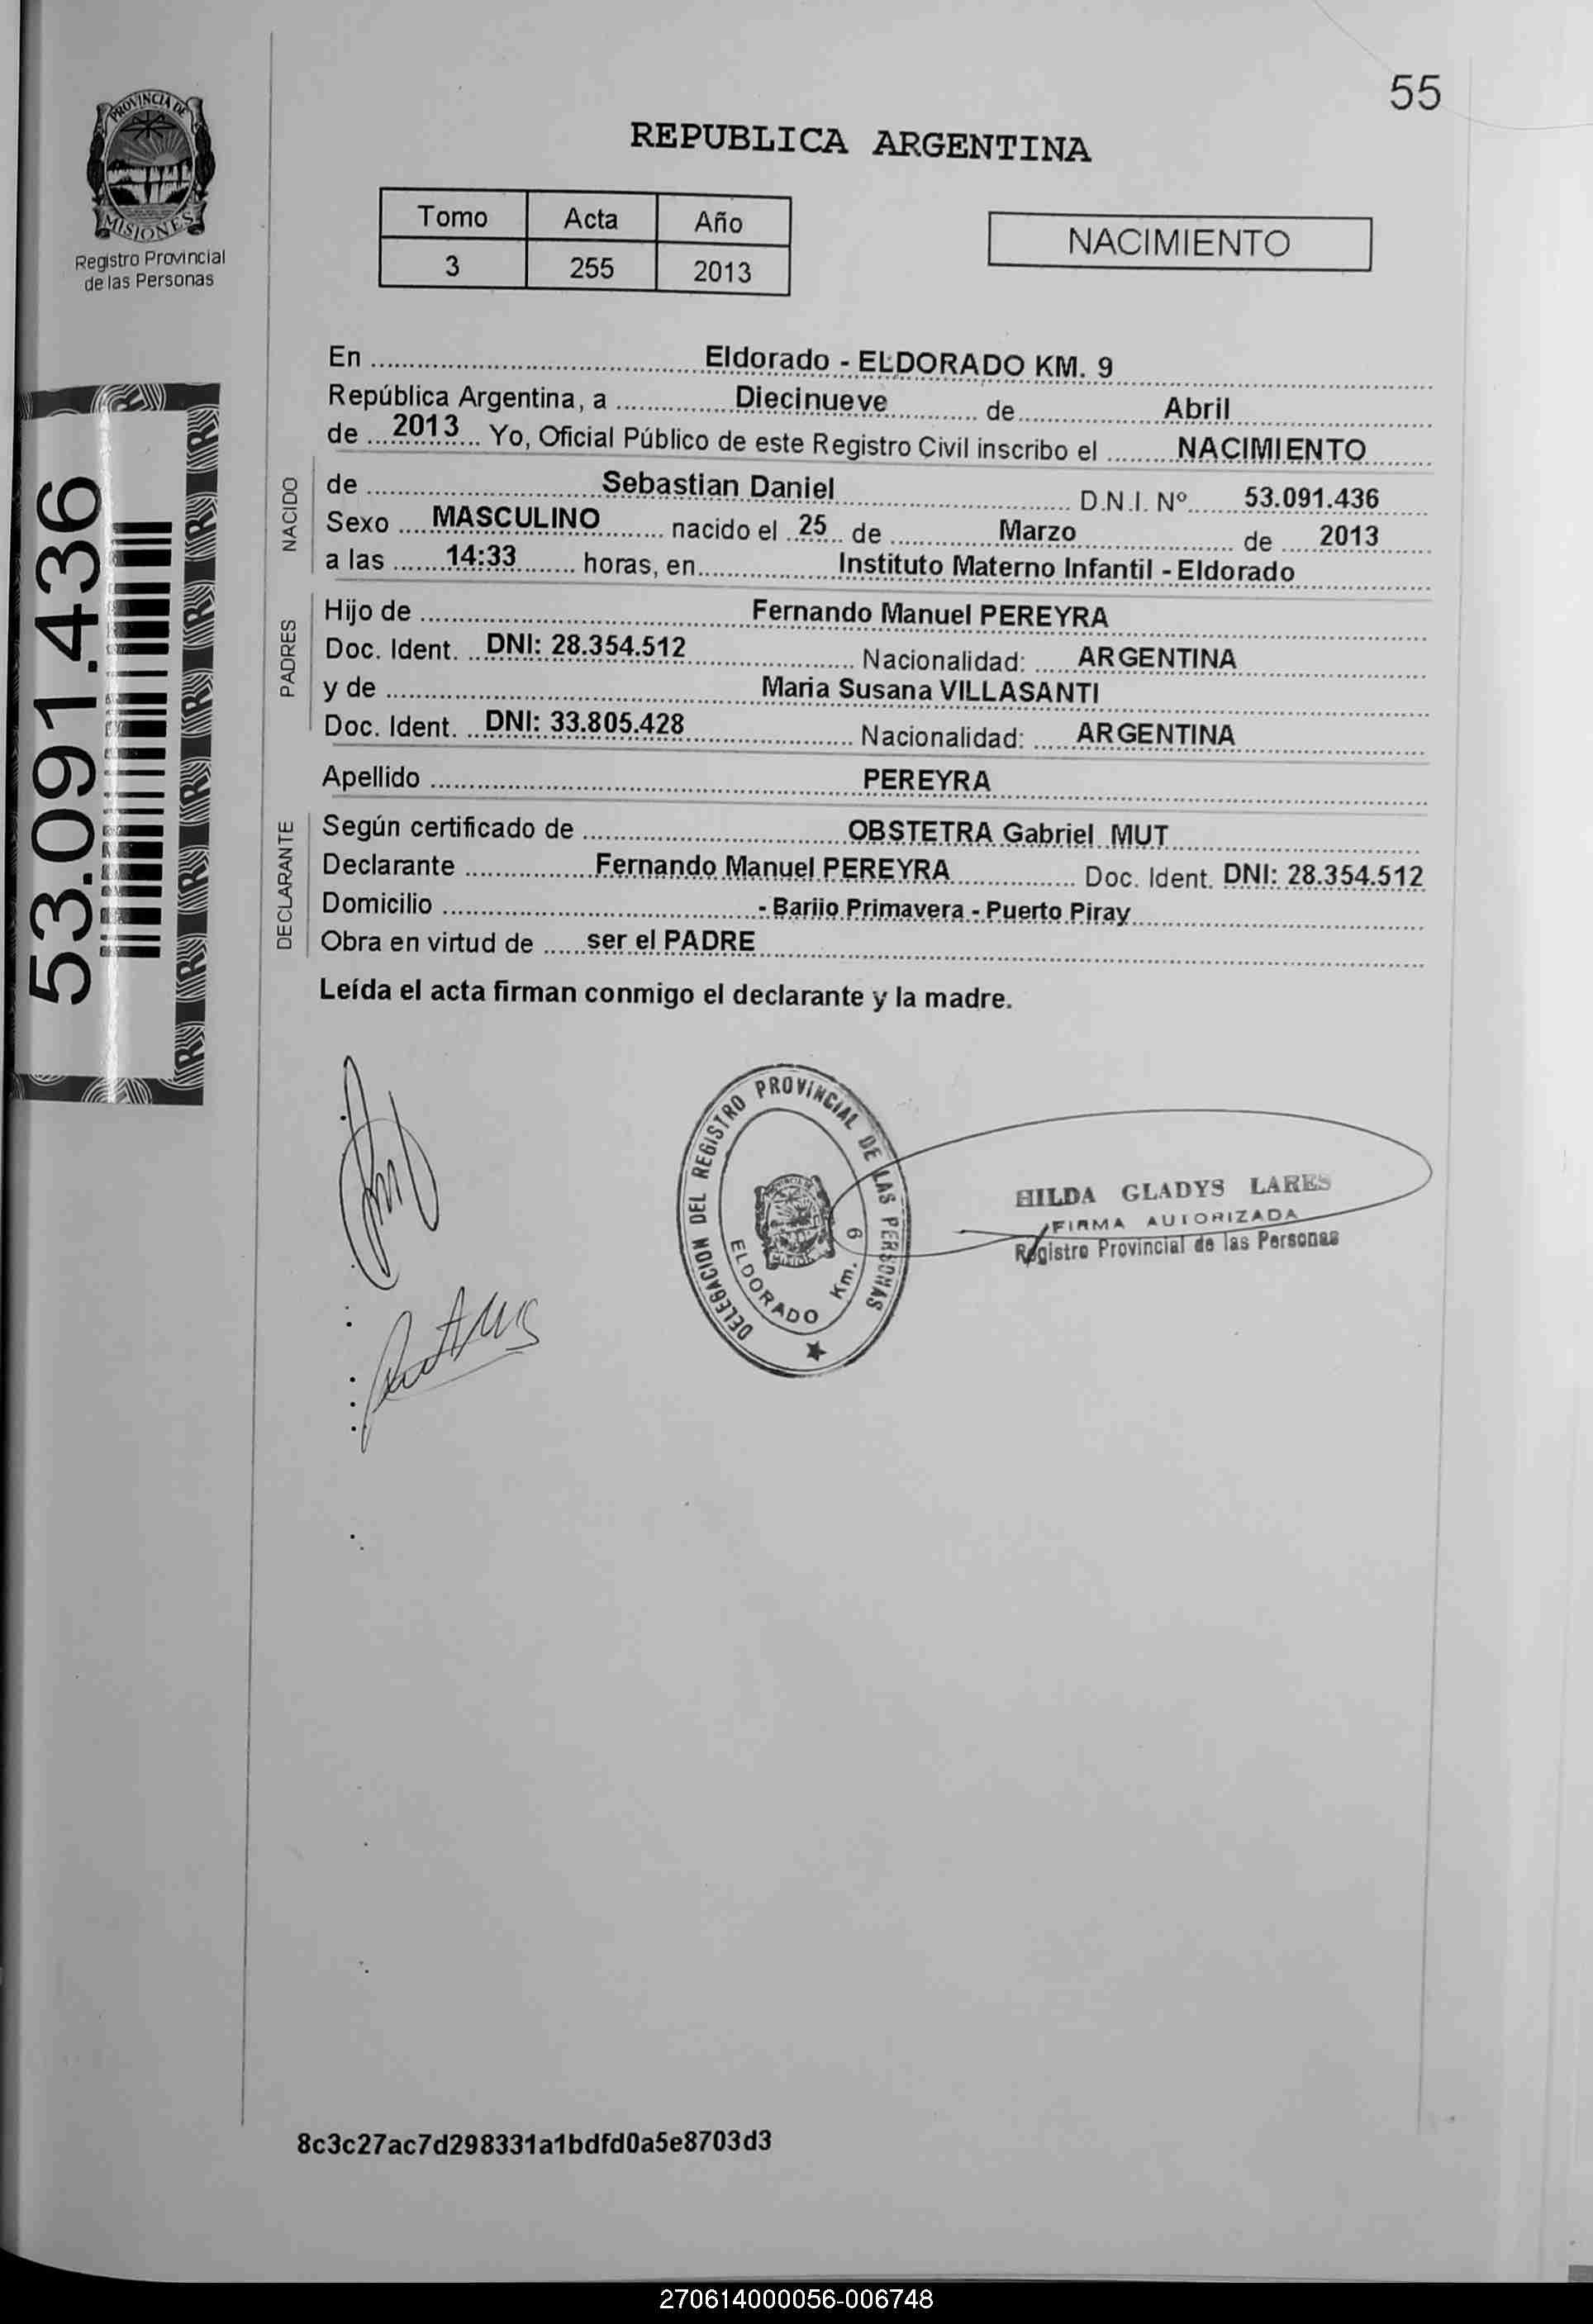 55
PROVINCIA DE
MISIONES
Registro Provincial
de las Personas
REPUBLICA ARGENTINA
Tomo Acta Año
3 255 2013
NACIMIENTO
53.091.436
En Eldorado - ELDORADO KM. 9
República Argentina, a Diecinueve de Abril
de 2013 Yo, Oficial Público de este Registro Civil inscribo el NACIMIENTO
NACIDO
de Sebastian Daniel D.N.I. Nº 53.091.436
Sexo MASCULINO nacido el 25 de Marzo de 2013
a las 14:33 horas, en Instituto Materno Infantil - Eldorado
PADRES
Hijo de Fernando Manuel PEREYRA
Doc. Ident. DNI: 28.354.512 Nacionalidad: ARGENTINA
y de Maria Susana VILLASANTI
Doc. Ident. DNI: 33.805.428 Nacionalidad: ARGENTINA
Apellido PEREYRA
DECLARANTE
Según certificado de OBSTETRA Gabriel MUT
Declarante Fernando Manuel PEREYRA Doc. Ident. DNI: 28.354.512
Domicilio - Bariio Primavera - Puerto Piray
Obra en virtud de ser el PADRE
Leída el acta firman conmigo el declarante y la madre.
DELEGACION DEL REGISTRO PROVINCIAL DE LAS PERSONAS
ELDORADO Km. 6
HILDA GLADYS LARES
FIRMA AUTORIZADA
Registro Provincial de las Personas
8c3c27ac7d298331a1bdfd0a5e8703d3
270614000056-006748